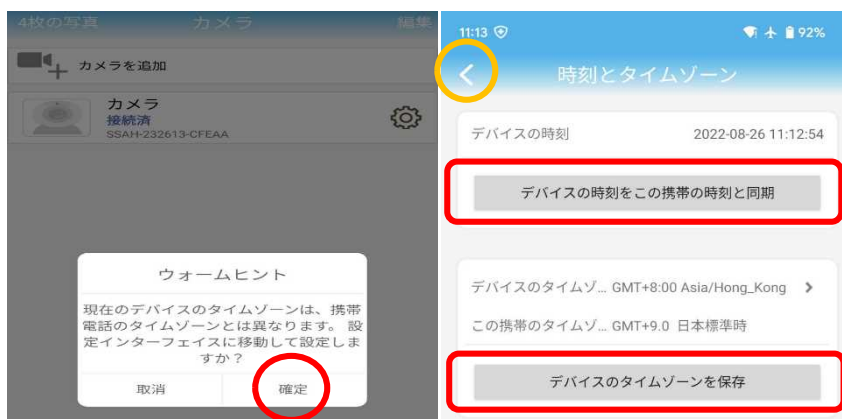 4枚の写真 カメラ 編集
カメラを追加
カメラ
接続済
SSAH-232613-CFEAA
ウォームヒント
現在のデバイスのタイムゾーンは、携帯
電話のタイムゾーンとは異なります。 設
定インターフェイスに移動して設定しま
すか？
取消 確定
11:13 92%
時刻とタイムゾーン
デバイスの時刻 2022-08-26 11:12:54
デバイスの時刻をこの携帯の時刻と同期
デバイスのタイムゾ... GMT+8:00 Asia/Hong_Kong
この携帯のタイムゾ... GMT+9.0 日本標準時
デバイスのタイムゾーンを保存